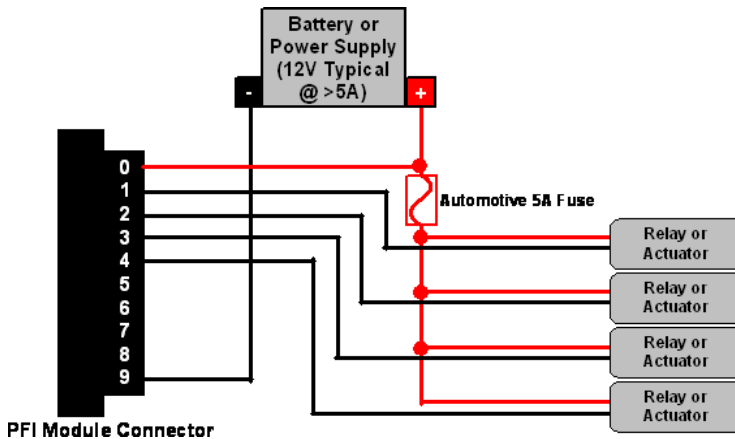 Battery or
Power Supply
(12V Typical
@ >5A)
-
+
0
1
2
3
4
5
6
7
8
9
Automotive 5A Fuse
Relay or
Actuator
Relay or
Actuator
Relay or
Actuator
Relay or
Actuator
PFI Module Connector